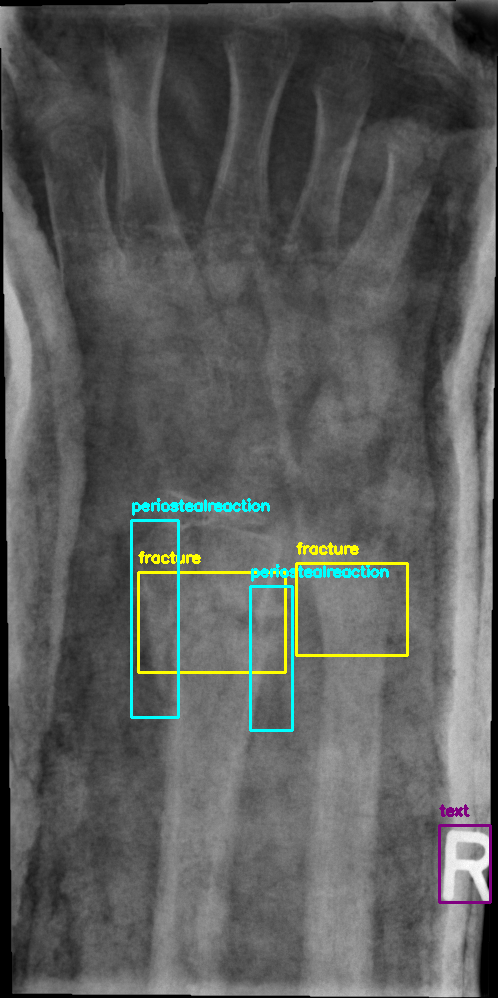 periostealreaction
fracture
fracture
periostealreaction
text
R